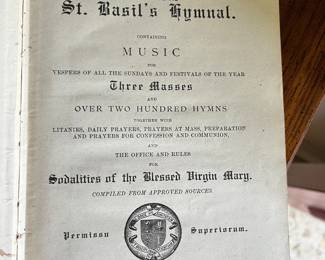 St. Basil's Hymnal.
CONTAINING
MUSIC
FOR
VESPERS OF ALL THE SUNDAYS AND FESTIVALS OF THE YEAR
Three Masses
AND
OVER TWO HUNDRED HYMNS
TOGETHER WITH
LITANIES, DAILY PRAYERS, PRAYERS AT MASS, PREPARATION
AND PRAYERS FOR CONFESSION AND COMMUNION,
AND
THE OFFICE AND RULES
FOR
Sodalities of the Blessed Virgin Mary.
COMPILED FROM APPROVED SOURCES.
Permissu Superiorum.